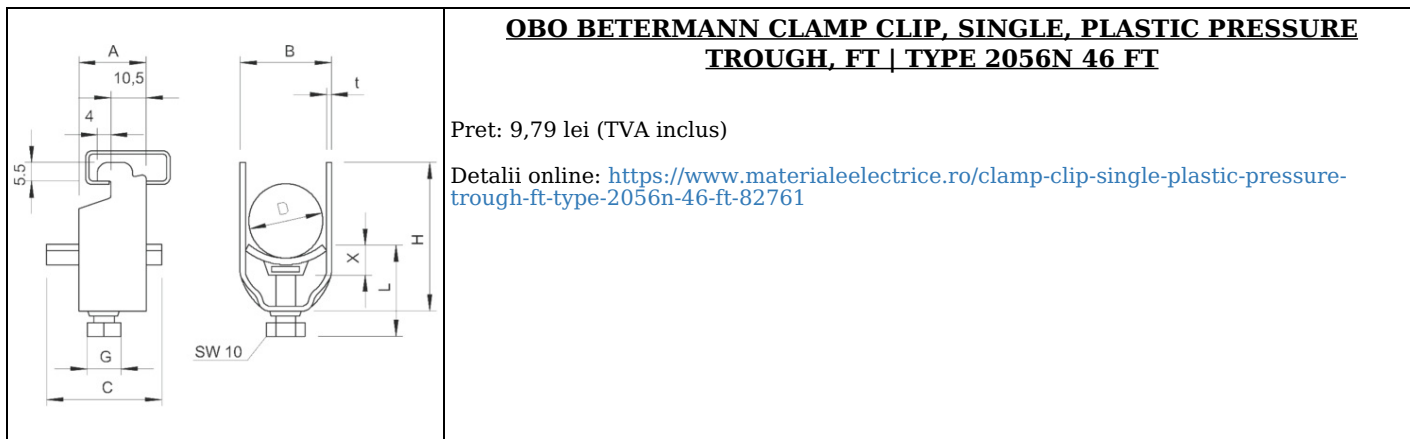 A
10,5
4
5.5
G
C
B
t
D
X
L
H
SW 10
OBO BETERMANN CLAMP CLIP, SINGLE, PLASTIC PRESSURE
TROUGH, FT | TYPE 2056N 46 FT
Pret: 9,79 lei (TVA inclus)
Detalii online: https://www.materialeelectrice.ro/clamp-clip-single-plastic-pressure-
trough-ft-type-2056n-46-ft-82761